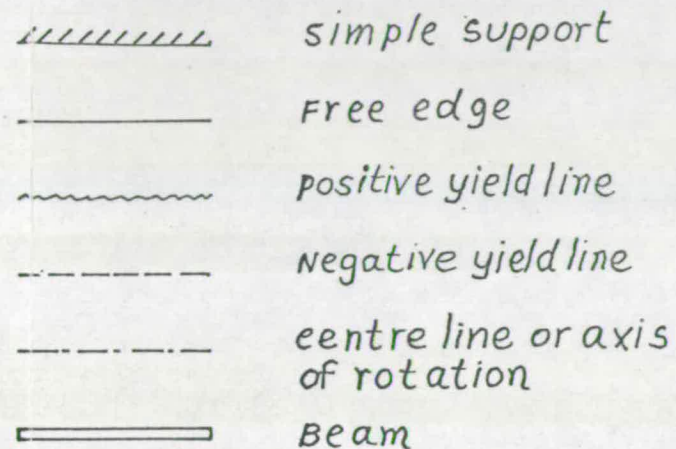 simple support
Free edge
positive yield line
Negative yield line
eentre line or axis
of rotation
Beam